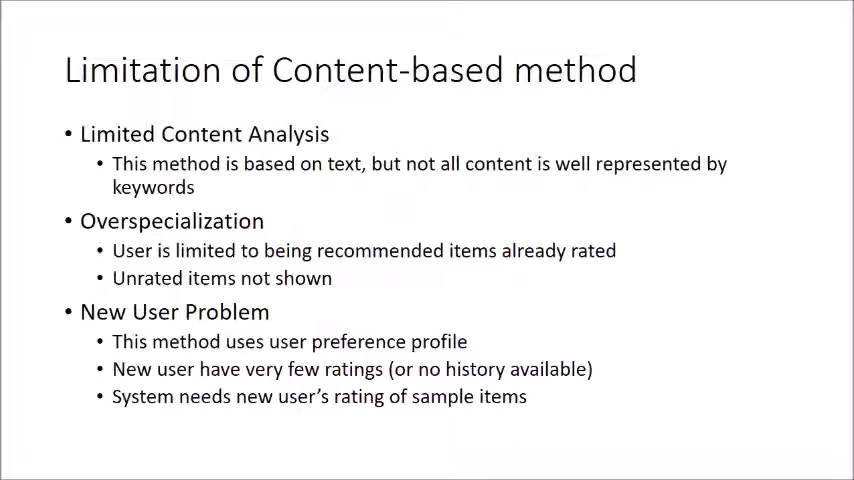 Limitation of Content-based method
• Limited Content Analysis
• This method is based on text, but not all content is well represented by
keywords
• Overspecialization
• User is limited to being recommended items already rated
• Unrated items not shown
• New User Problem
• This method uses user preference profile
• New user have very few ratings (or no history available)
• System needs new user’s rating of sample items